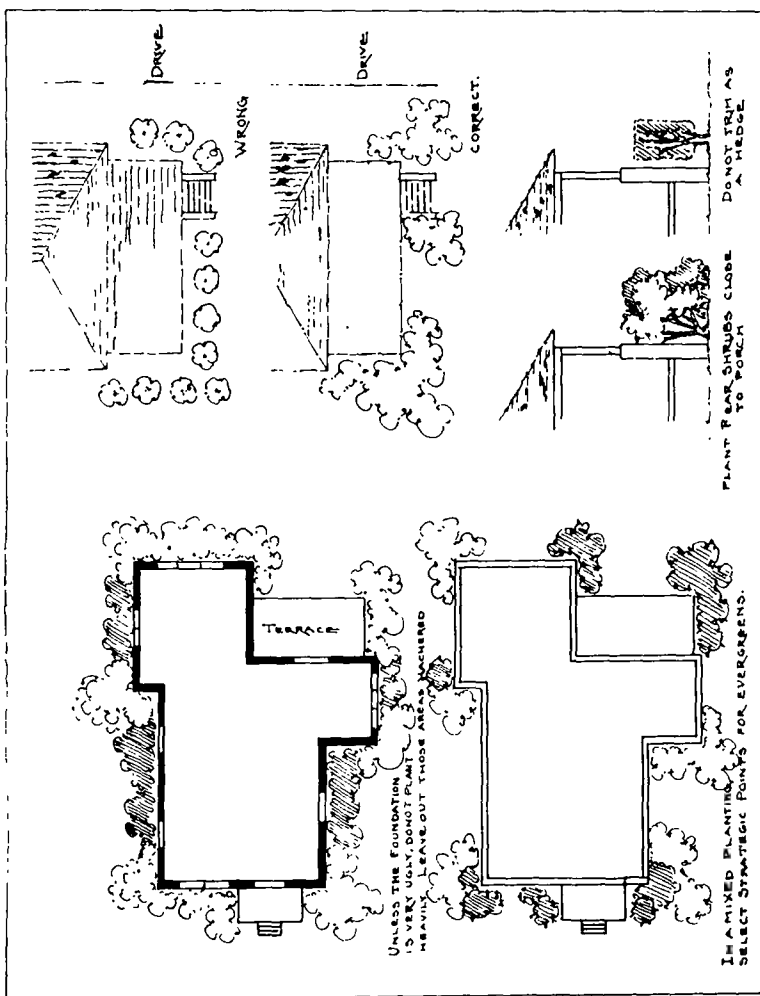 DRIVE
WRONG
DRIVE
CORRECT.
PLANT REAR SHRUBS CLOSE
TO PORCH
DO NOT TRIM AS
A HEDGE
TERRACE
UNLESS THE FOUNDATION
IS VERY UGLY, DO NOT PLANT
HEAVILY. LEAVE OUT THOSE AREAS HACHERED
IN A MIXED PLANTING,
SELECT STRATEGIC POINTS FOR EVERGREENS.